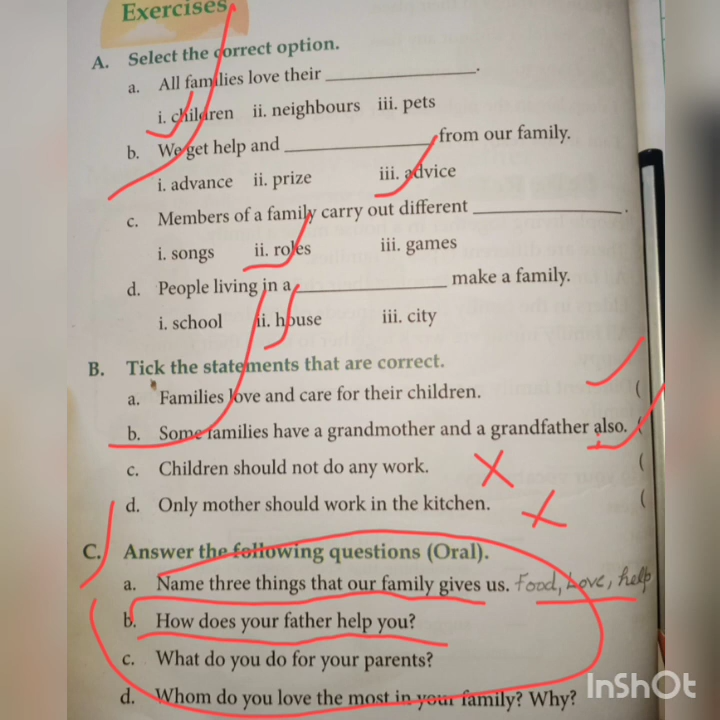 Exercises
A. Select the correct option.
a. All families love their ____________.
i. children ii. neighbours iii. pets
b. We get help and ____________ from our family.
i. advance ii. prize iii. advice
c. Members of a family carry out different ____________.
i. songs ii. roles iii. games
d. People living in a ____________ make a family.
i. school ii. house iii. city
B. Tick the statements that are correct.
a. Families love and care for their children. (
b. Some families have a grandmother and a grandfather also. (
c. Children should not do any work. (
d. Only mother should work in the kitchen. (
C. Answer the following questions (Oral).
a. Name three things that our family gives us. Food, Love, help
b. How does your father help you?
c. What do you do for your parents?
d. Whom do you love the most in your family? Why?
InShOt